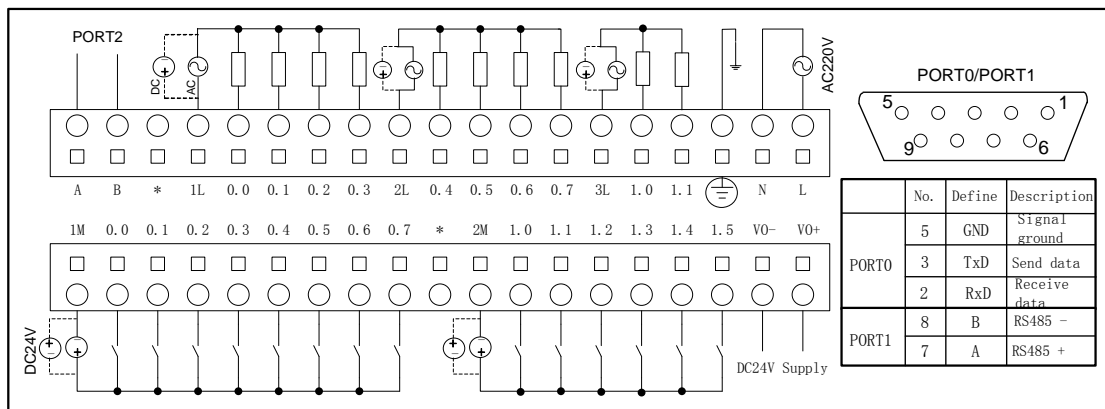 PORT2
DC
AC
AC220V
A B * 1L 0.0 0.1 0.2 0.3 2L 0.4 0.5 0.6 0.7 3L 1.0 1.1 N L
1M 0.0 0.1 0.2 0.3 0.4 0.5 0.6 0.7 * 2M 1.0 1.1 1.2 1.3 1.4 1.5 VO- VO+
DC24V
DC24V Supply
PORT0/PORT1
5 1
9 6
No. Define Description
PORT0
5 GND Signal ground
3 TxD Send data
2 RxD Receive data
PORT1
8 B RS485 -
7 A RS485 +